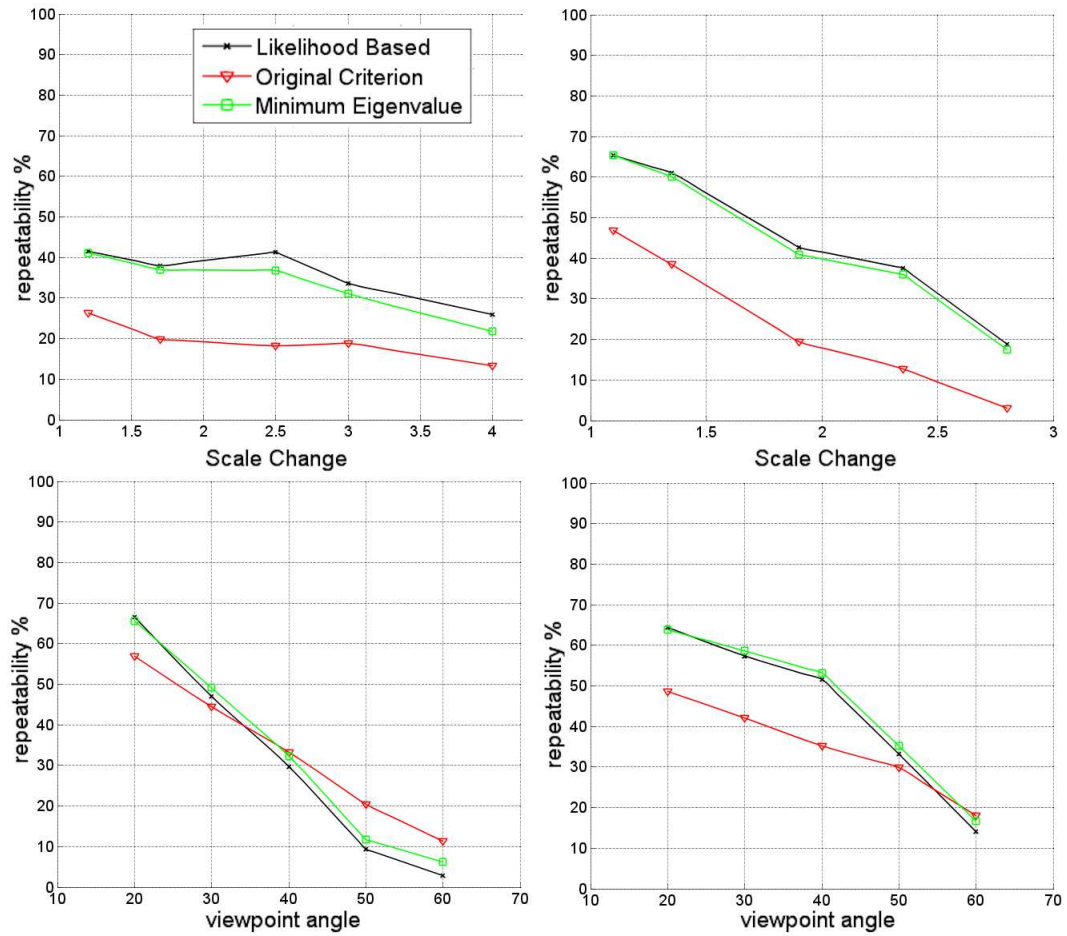 100
90
80
70
60
50
40
30
20
10
0
repeatability %
Likelihood Based
Original Criterion
Minimum Eigenvalue
1 1.5 2 2.5 3 3.5 4
Scale Change
100
90
80
70
60
50
40
30
20
10
0
repeatability %
1 1.5 2 2.5 3
Scale Change
100
90
80
70
60
50
40
30
20
10
0
repeatability %
10 20 30 40 50 60 70
viewpoint angle
100
90
80
70
60
50
40
30
20
10
0
repeatability %
10 20 30 40 50 60 70
viewpoint angle